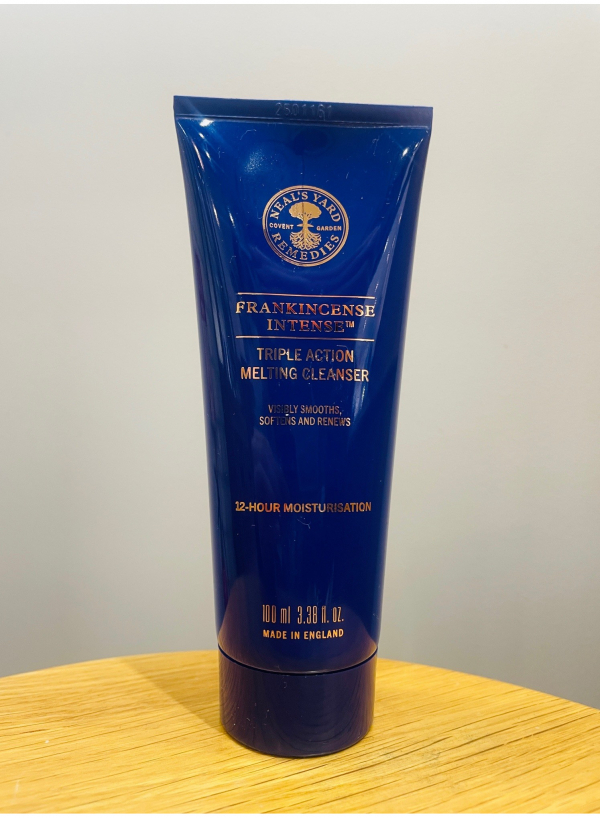 2501161
NEAL'S YARD
COVENT GARDEN
REMEDIES
FRANKINCENSE
INTENSE™
TRIPLE ACTION
MELTING CLEANSER
VISIBLY SMOOTHS,
SOFTENS AND RENEWS
12-HOUR MOISTURISATION
100 ml 3.38 fl. oz.
MADE IN ENGLAND